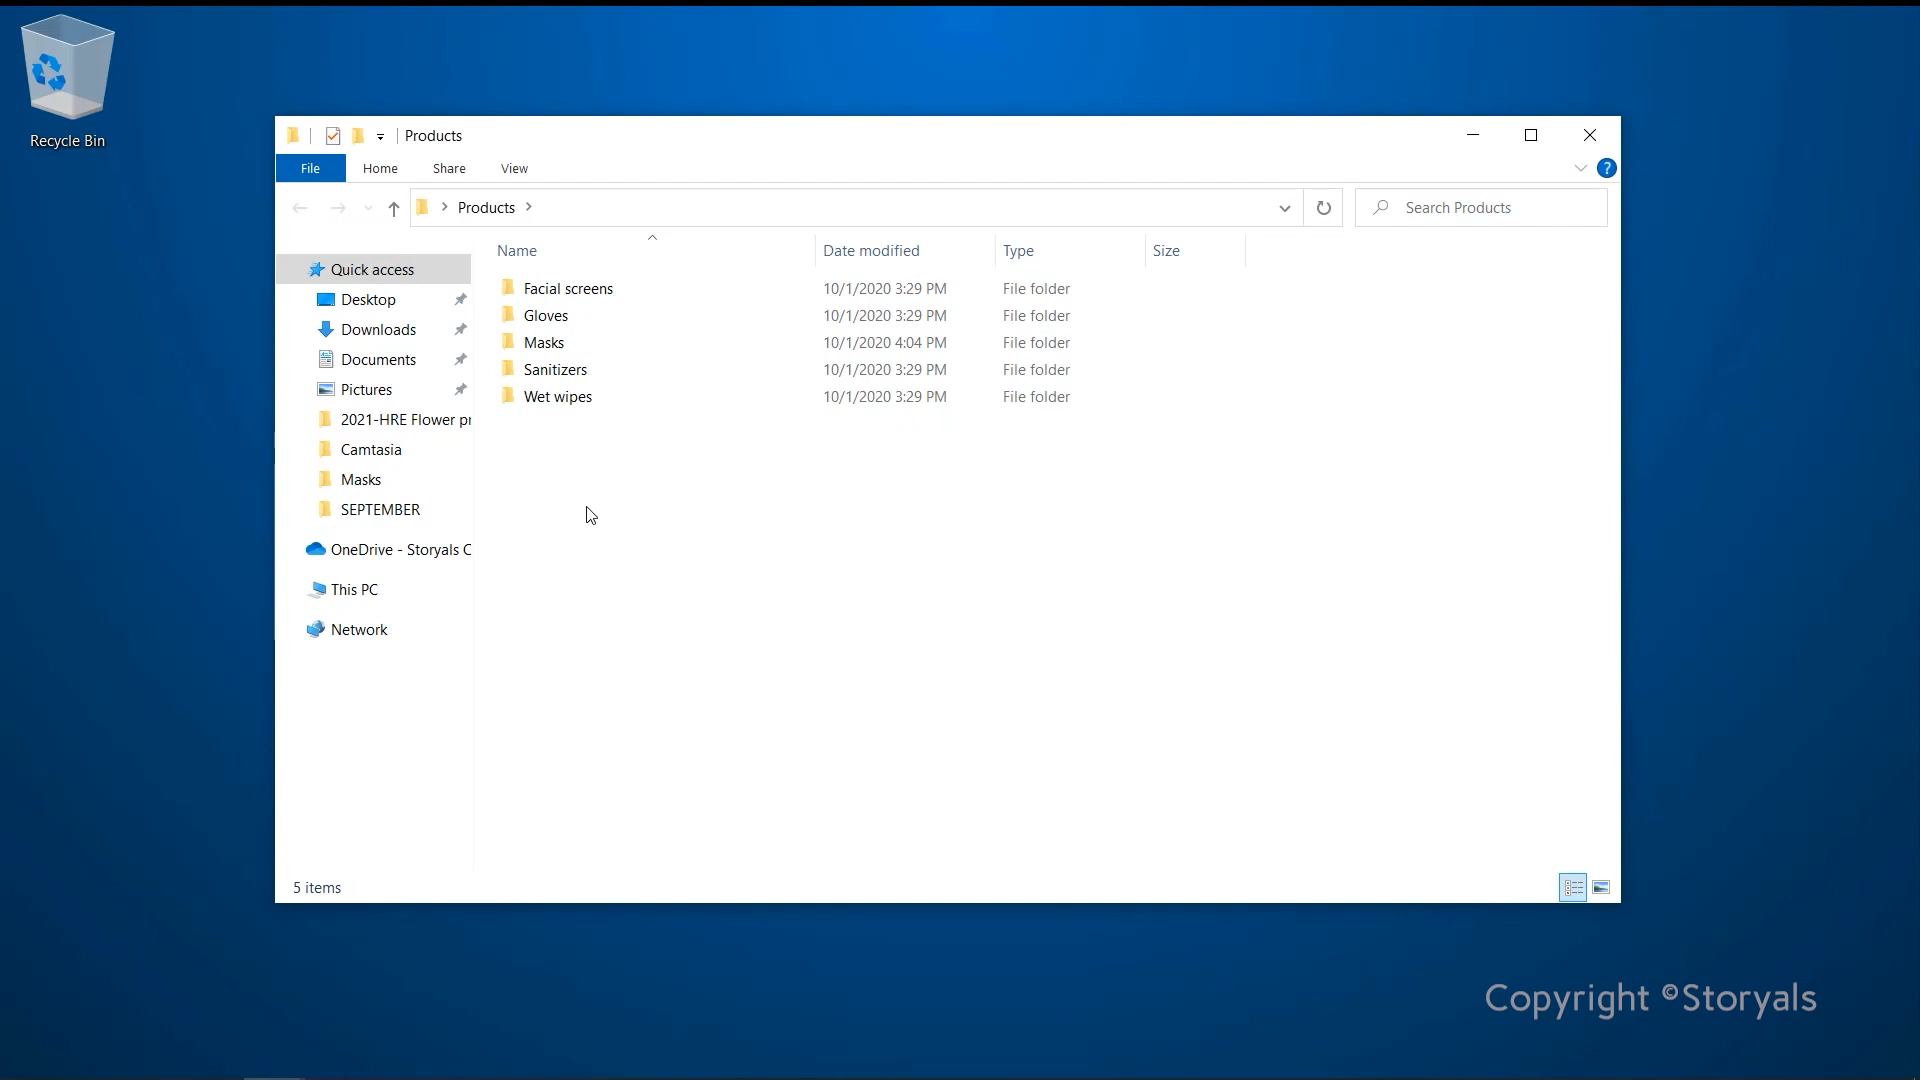 Recycle Bin
Products
File Home Share View
Products
Search Products
Name Date modified Type Size
Quick access
Desktop
Downloads
Documents
Pictures
2021-HRE Flower pr
Camtasia
Masks
SEPTEMBER
OneDrive - Storyals C
This PC
Network
Facial screens 10/1/2020 3:29 PM File folder
Gloves 10/1/2020 3:29 PM File folder
Masks 10/1/2020 4:04 PM File folder
Sanitizers 10/1/2020 3:29 PM File folder
Wet wipes 10/1/2020 3:29 PM File folder
5 items
Copyright ©Storyals